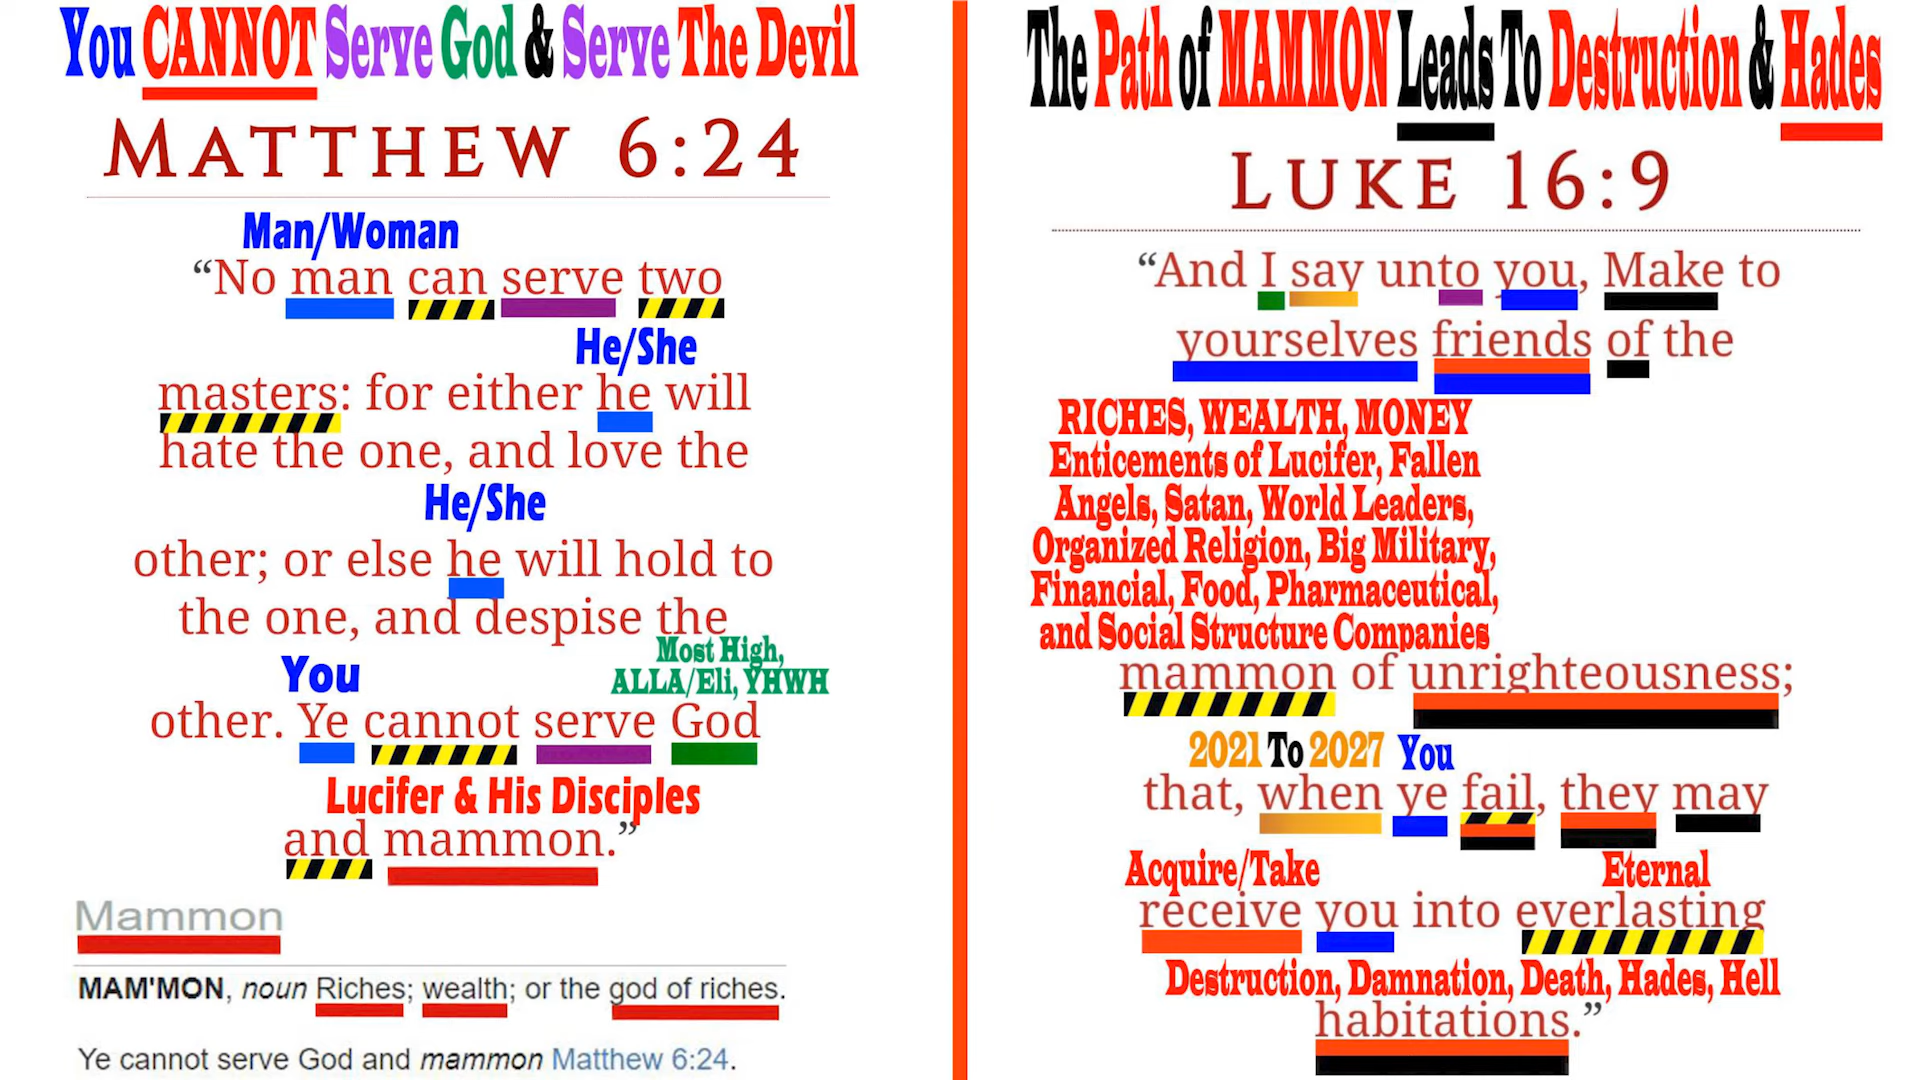 You CANNOT Serve God & Serve The Devil
MATTHEW 6:24
Man/Woman
“No man can serve two
He/She
masters: for either he will
hate the one, and love the
He/She
other; or else he will hold to
the one, and despise the
Most High,
You ALLA/Eli, YHWH
other. Ye cannot serve God
Lucifer & His Disciples
and mammon.”
Mammon
MAM'MON, noun Riches; wealth; or the god of riches.
Ye cannot serve God and mammon Matthew 6:24.
The Path of MAMMON Leads To Destruction & Hades
LUKE 16:9
“And I say unto you, Make to
yourselves friends of the
RICHES, WEALTH, MONEY
Enticements of Lucifer, Fallen
Angels, Satan, World Leaders,
Organized Religion, Big Military,
Financial, Food, Pharmaceutical,
and Social Structure Companies
mammon of unrighteousness;
2021 To 2027 You
that, when ye fail, they may
Acquire/Take Eternal
receive you into everlasting
Destruction, Damnation, Death, Hades, Hell
habitations.”